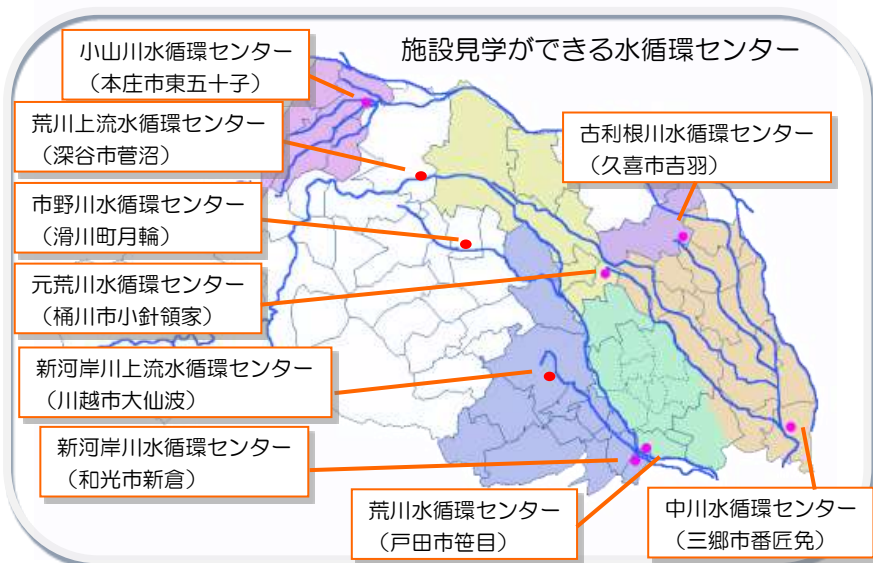 施設見学ができる水循環センター
小山川水循環センター
（本庄市東五十子）
荒川上流水循環センター
（深谷市菅沼）
古利根川水循環センター
（久喜市吉羽）
市野川水循環センター
（滑川町月輪）
元荒川水循環センター
（桶川市小針領家）
新河岸川上流水循環センター
（川越市大仙波）
新河岸川水循環センター
（和光市新倉）
荒川水循環センター
（戸田市笹目）
中川水循環センター
（三郷市番匠免）